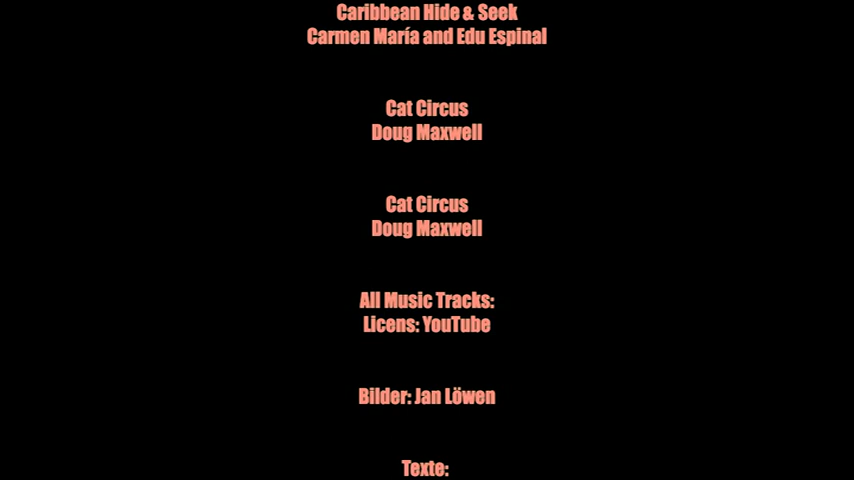 Caribbean Hide & Seek
Carmen María and Edu Espinal
Cat Circus
Doug Maxwell
Cat Circus
Doug Maxwell
All Music Tracks:
Licens: YouTube
Bilder: Jan Löwen
Texte: